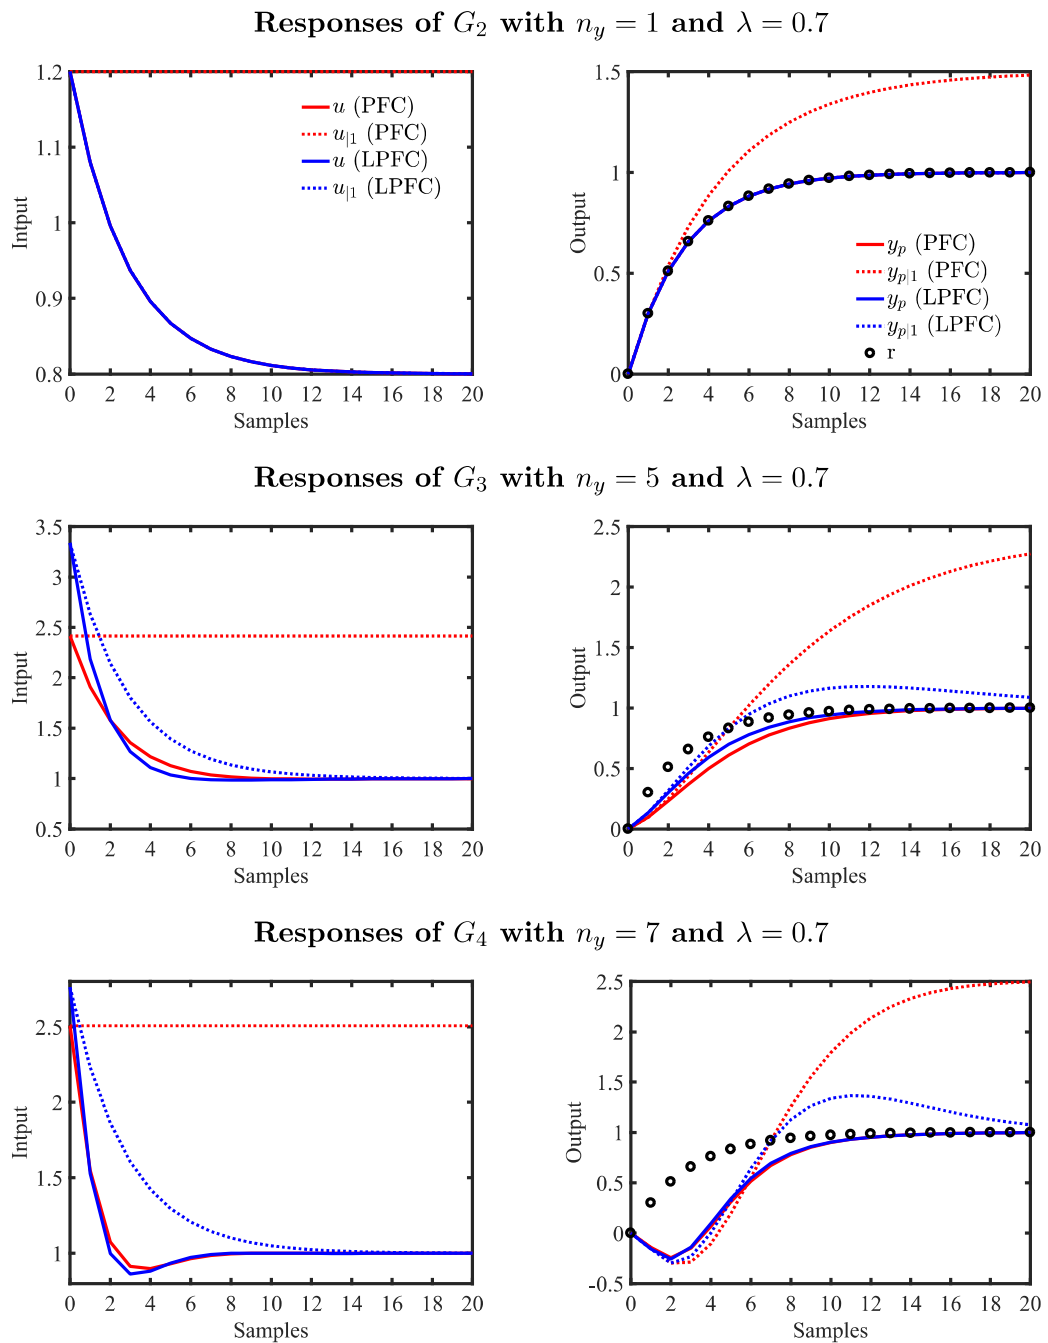 Responses of G₂ with n_y = 1 and λ = 0.7
1.2
1.1
1
0.9
0.8
Intput
0 2 4 6 8 10 12 14 16 18 20
Samples
u (PFC)
u|1 (PFC)
u (LPFC)
u|1 (LPFC)
1.5
1
0.5
0
Output
0 2 4 6 8 10 12 14 16 18 20
Samples
y_p (PFC)
y_p|1 (PFC)
y_p (LPFC)
y_p|1 (LPFC)
r
Responses of G₃ with n_y = 5 and λ = 0.7
3.5
3
2.5
2
1.5
1
0.5
Intput
0 2 4 6 8 10 12 14 16 18 20
Samples
2.5
2
1.5
1
0.5
0
Output
0 2 4 6 8 10 12 14 16 18 20
Samples
Responses of G₄ with n_y = 7 and λ = 0.7
2.5
2
1.5
1
Intput
0 2 4 6 8 10 12 14 16 18 20
Samples
2.5
2
1.5
1
0.5
0
-0.5
Output
0 2 4 6 8 10 12 14 16 18 20
Samples